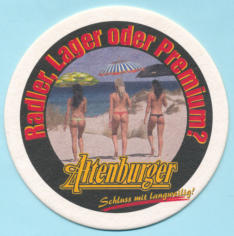 Radler, Lager oder Premium?
Altenburger
Schluss mit langweilig!